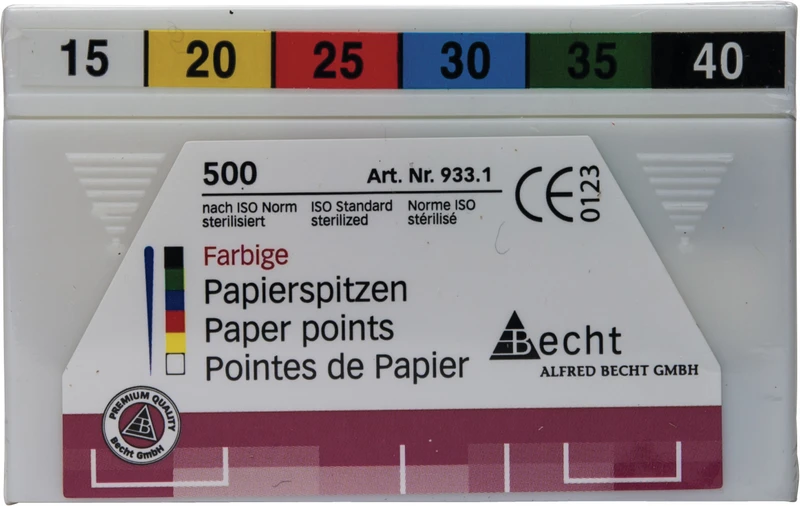 15 20 25 30 35 40
500 Art. Nr. 933.1
CE 0123
nach ISO Norm ISO Standard Norme ISO
sterilisiert sterilized stérilisé
Farbige
Papierspitzen
Paper points
Pointes de Papier
Becht
ALFRED BECHT GMBH
PREMIUM QUALITY
Becht GmbH